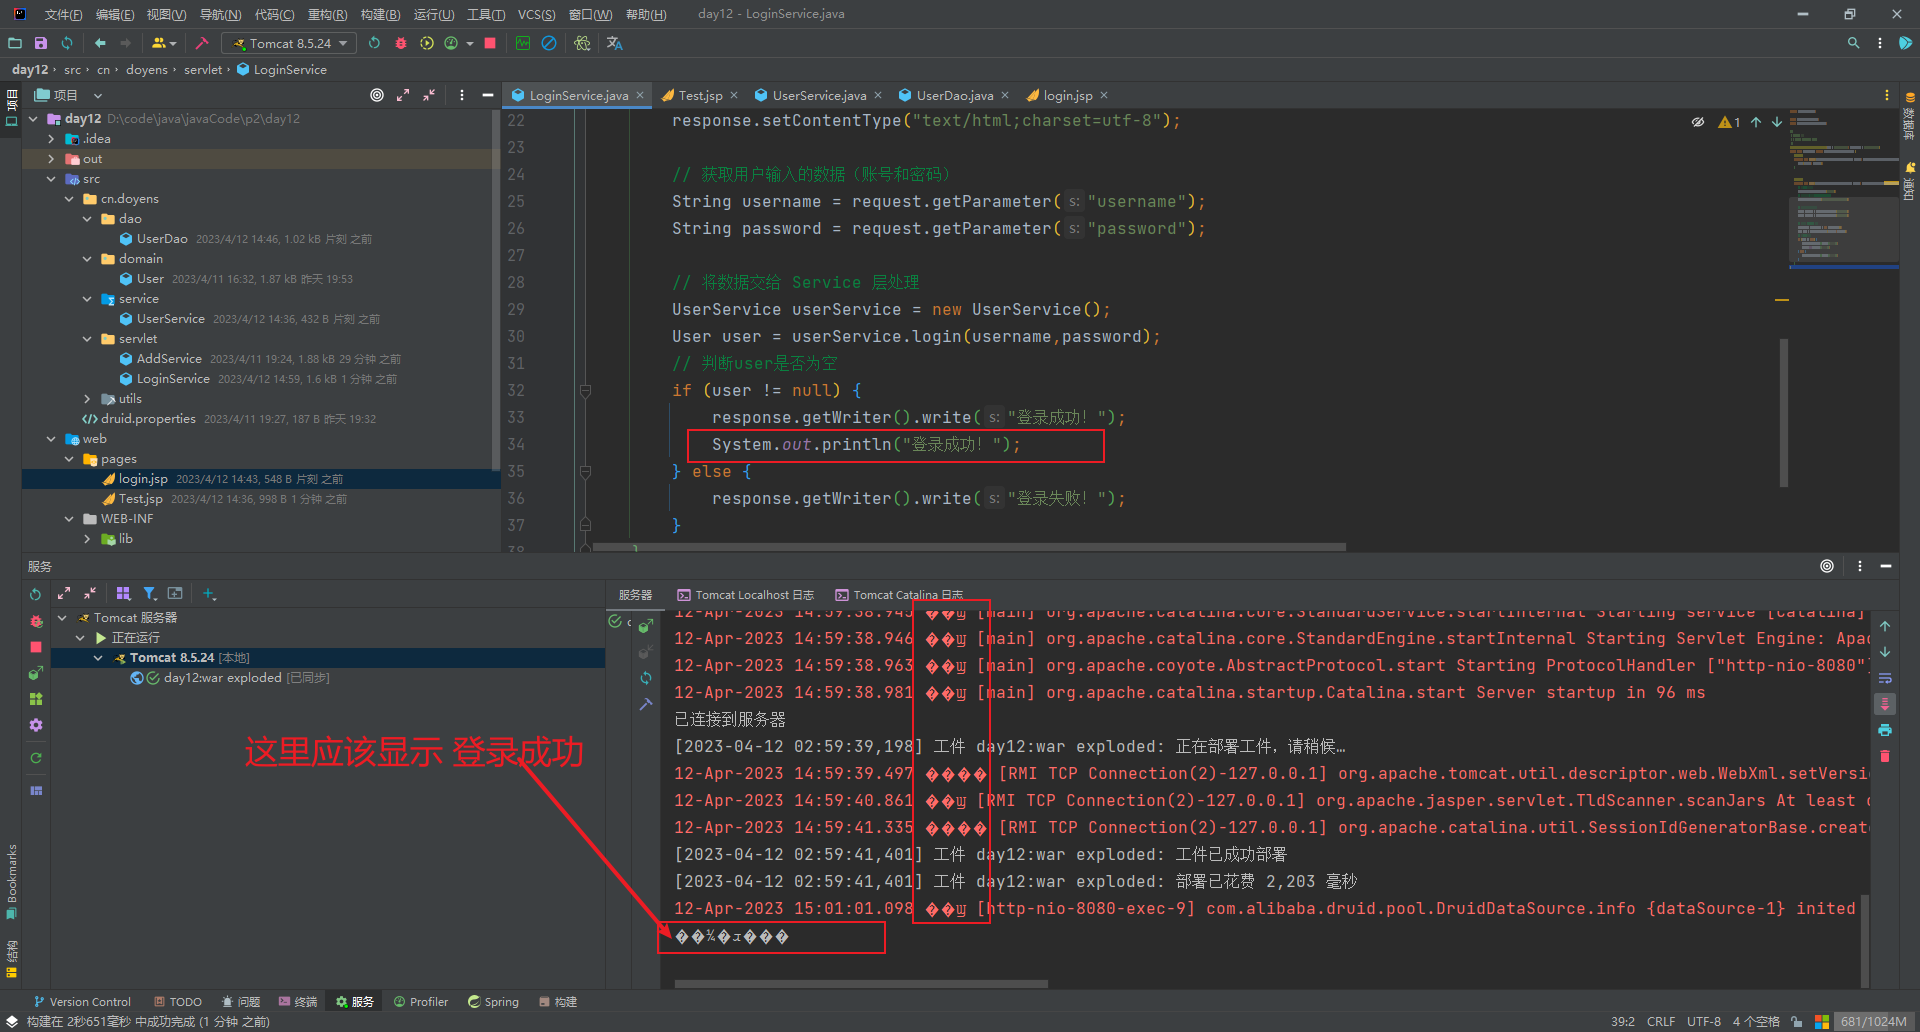 文件(F) 编辑(E) 视图(V) 导航(N) 代码(C) 重构(R) 构建(B) 运行(U) 工具(T) VCS(S) 窗口(W) 帮助(H) day12 - LoginService.java
Tomcat 8.5.24
day12 src cn doyens servlet LoginService
项目
LoginService.java Test.jsp UserService.java UserDao.java login.jsp
day12 D:\code\java\javaCode\p2\day12
.idea
out
src
cn.doyens
dao
UserDao 2023/4/12 14:46, 1.02 kB 片刻 之前
domain
User 2023/4/11 16:32, 1.87 kB 昨天 19:53
service
UserService 2023/4/12 14:36, 432 B 片刻 之前
servlet
AddService 2023/4/11 19:24, 1.88 kB 29 分钟 之前
LoginService 2023/4/12 14:59, 1.6 kB 1 分钟 之前
utils
druid.properties 2023/4/11 19:27, 187 B 昨天 19:32
web
pages
login.jsp 2023/4/12 14:43, 548 B 片刻 之前
Test.jsp 2023/4/12 14:36, 998 B 1 分钟 之前
WEB-INF
lib
22 response.setContentType("text/html;charset=utf-8");
23
24 // 获取用户输入的数据（账号和密码）
25 String username = request.getParameter( s: "username");
26 String password = request.getParameter( s: "password");
27
28 // 将数据交给 Service 层处理
29 UserService userService = new UserService();
30 User user = userService.login(username,password);
31 // 判断user是否为空
32 if (user != null) {
33 response.getWriter().write( s: "登录成功！");
34 System.out.println("登录成功！");
35 } else {
36 response.getWriter().write( s: "登录失败！");
37 }
38 }
1
项目
Bookmarks
结构
数据库
通知
服务
Tomcat 服务器
正在运行
Tomcat 8.5.24 [本地]
day12:war exploded [已同步]
这里应该显示 登录成功
服务器 Tomcat Localhost 日志 Tomcat Catalina 日志
12-Apr-2023 14:59:38.945 ��Ϣ [main] org.apache.catalina.core.StandardService.startInternal Starting service [Catalina]
12-Apr-2023 14:59:38.946 ��Ϣ [main] org.apache.catalina.core.StandardEngine.startInternal Starting Servlet Engine: Apac
12-Apr-2023 14:59:38.963 ��Ϣ [main] org.apache.coyote.AbstractProtocol.start Starting ProtocolHandler ["http-nio-8080"]
12-Apr-2023 14:59:38.981 ��Ϣ [main] org.apache.catalina.startup.Catalina.start Server startup in 96 ms
已连接到服务器
[2023-04-12 02:59:39,198] 工件 day12:war exploded: 正在部署工件，请稍候…
12-Apr-2023 14:59:39.497 ���� [RMI TCP Connection(2)-127.0.0.1] org.apache.tomcat.util.descriptor.web.WebXml.setVersi
12-Apr-2023 14:59:40.861 ��Ϣ [RMI TCP Connection(2)-127.0.0.1] org.apache.jasper.servlet.TldScanner.scanJars At least o
12-Apr-2023 14:59:41.335 ���� [RMI TCP Connection(2)-127.0.0.1] org.apache.catalina.util.SessionIdGeneratorBase.create
[2023-04-12 02:59:41,401] 工件 day12:war exploded: 工件已成功部署
[2023-04-12 02:59:41,401] 工件 day12:war exploded: 部署已花费 2,203 毫秒
12-Apr-2023 15:01:01.098 ��Ϣ [http-nio-8080-exec-9] com.alibaba.druid.pool.DruidDataSource.info {dataSource-1} inited
��¼�ɹ���
Version Control TODO 问题 终端 服务 Profiler Spring 构建
构建在 2秒651毫秒 中成功完成 (1 分钟 之前)
39:2 CRLF UTF-8 4 个空格 681/1024M